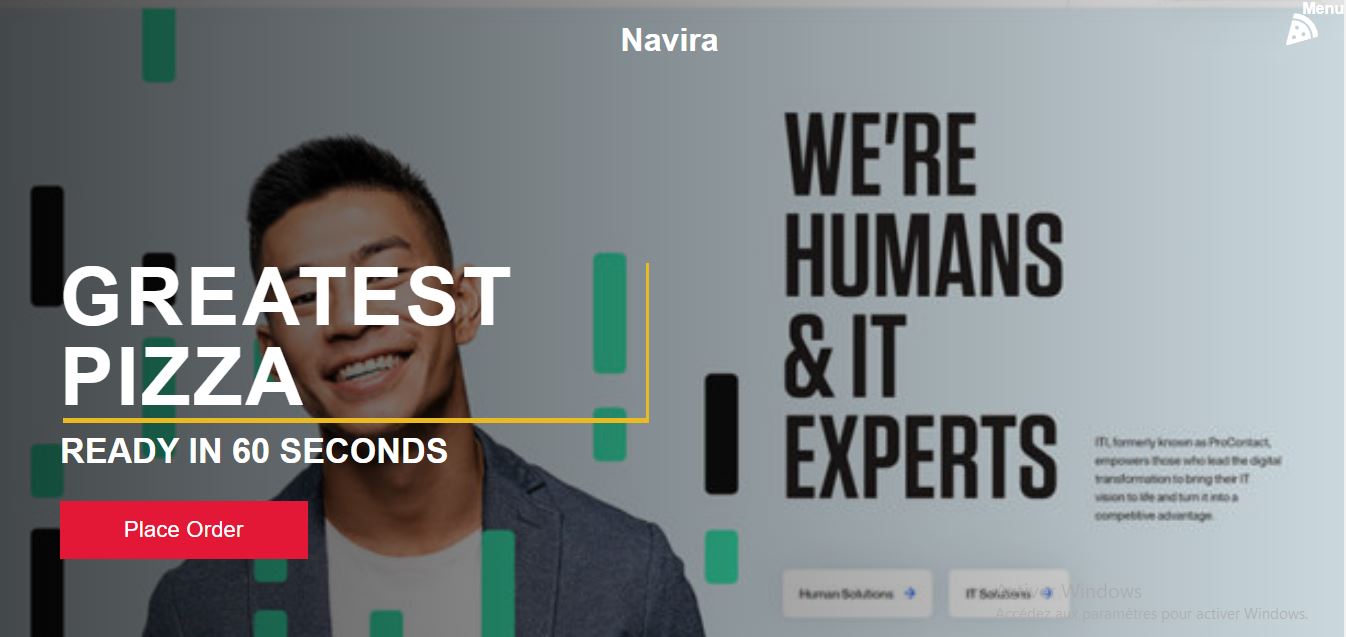 Menu
Navira
WE'RE
HUMANS
& IT
EXPERTS
GREATEST
PIZZA
READY IN 60 SECONDS
Place Order
ITI, formerly known as ProContact,
empowers those who lead the digital
transformation to bring their IT
vision to life and turn it into a
competitive advantage.
Human Solutions
IT Solutions
Activer Windows
Accédez aux paramètres pour activer Windows.